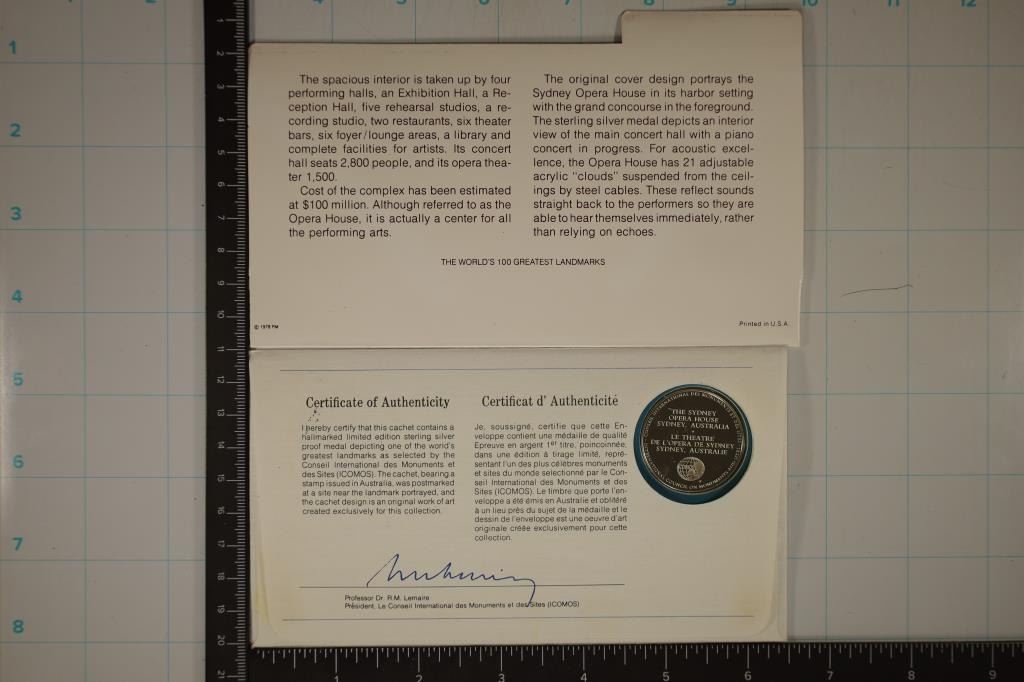 The spacious interior is taken up by four
performing halls, an Exhibition Hall, a Re-
ception Hall, five rehearsal studios, a re-
cording studio, two restaurants, six theater
bars, six foyer/lounge areas, a library and
complete facilities for artists. Its concert
hall seats 2,800 people, and its opera thea-
ter 1,500.
Cost of the complex has been estimated
at $100 million. Although referred to as the
Opera House, it is actually a center for all
the performing arts.
The original cover design portrays the
Sydney Opera House in its harbor setting
with the grand concourse in the foreground.
The sterling silver medal depicts an interior
view of the main concert hall with a piano
concert in progress. For acoustic excel-
lence, the Opera House has 21 adjustable
acrylic "clouds" suspended from the ceil-
ings by steel cables. These reflect sounds
straight back to the performers so they are
able to hear themselves immediately, rather
than relying on echoes.
THE WORLD'S 100 GREATEST LANDMARKS
© 1978 FM
Printed in U.S.A.
Certificate of Authenticity
I hereby certify that this cachet contains a
hallmarked limited edition sterling silver
proof medal depicting one of the world's
greatest landmarks as selected by the
Conseil International des Monuments et
des Sites (ICOMOS). The cachet, bearing a
stamp issued in Australia, was postmarked
at a site near the landmark portrayed, and
the cachet design is an original work of art
created exclusively for this collection.
Certificat d' Authenticité
Je, soussigné, certifie que cette En-
veloppe contient une médaille de qualité
Epreuve en argent 1er titre, poinconnée,
dans une édition à tirage limité, repré-
sentant l'un des plus célèbres monuments
et sites du monde selectionné par le Con-
seil International des Monuments et des
Sites (ICOMOS). Le timbre que porte l'en-
veloppe a été émis en Australie et oblitéré
à un lieu près du sujet de la médaille et le
dessin de l'enveloppe est une oeuvre d'art
originale créée exclusivement pour cette
collection.
THE SYDNEY
OPERA HOUSE
SYDNEY, AUSTRALIA
LE THEATRE
DE L'OPERA DE SYDNEY
SYDNEY, AUSTRALIE
Professor Dr. R.M. Lemaire
Président, Le Conseil International des Monuments et des Sites (ICOMOS)